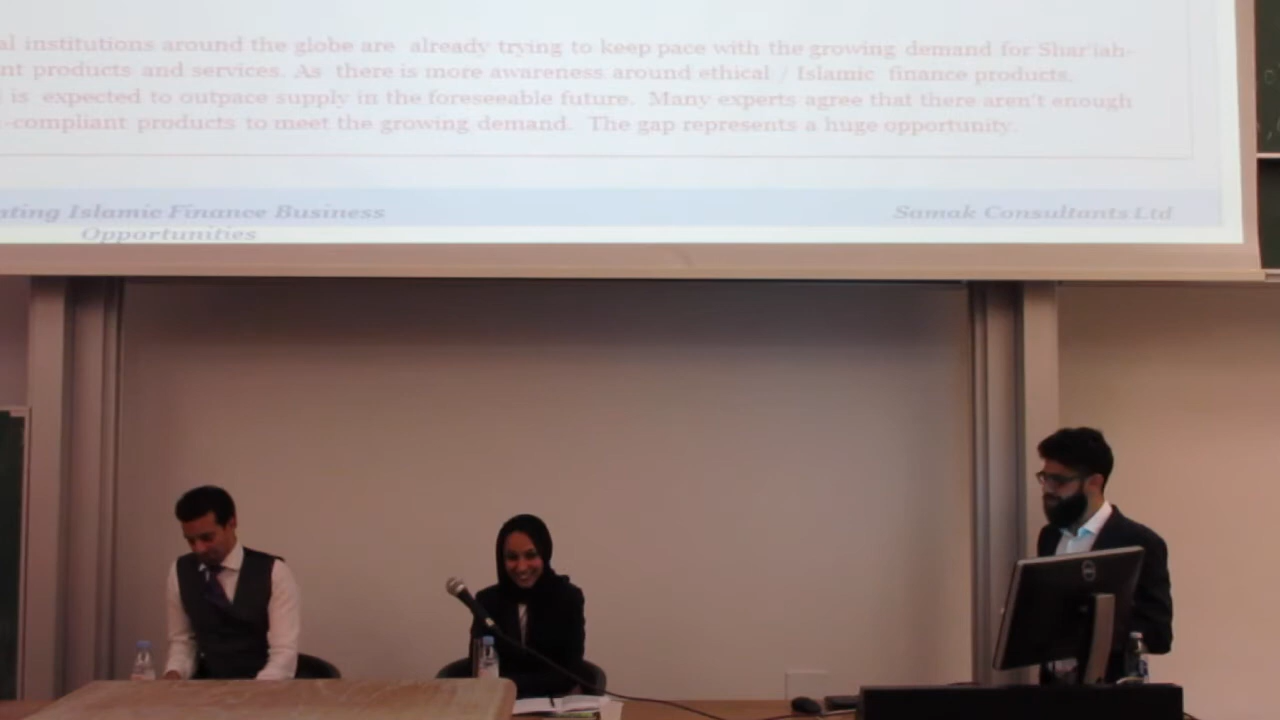 al institutions around the globe are already trying to keep pace with the growing demand for Shar'iah-
nt products and services. As there is more awareness around ethical / Islamic finance products,
is expected to outpace supply in the foreseeable future. Many experts agree that there aren't enough
-compliant products to meet the growing demand. The gap represents a huge opportunity.
ating Islamic Finance Business
Opportunities
Samak Consultants Ltd
DELL